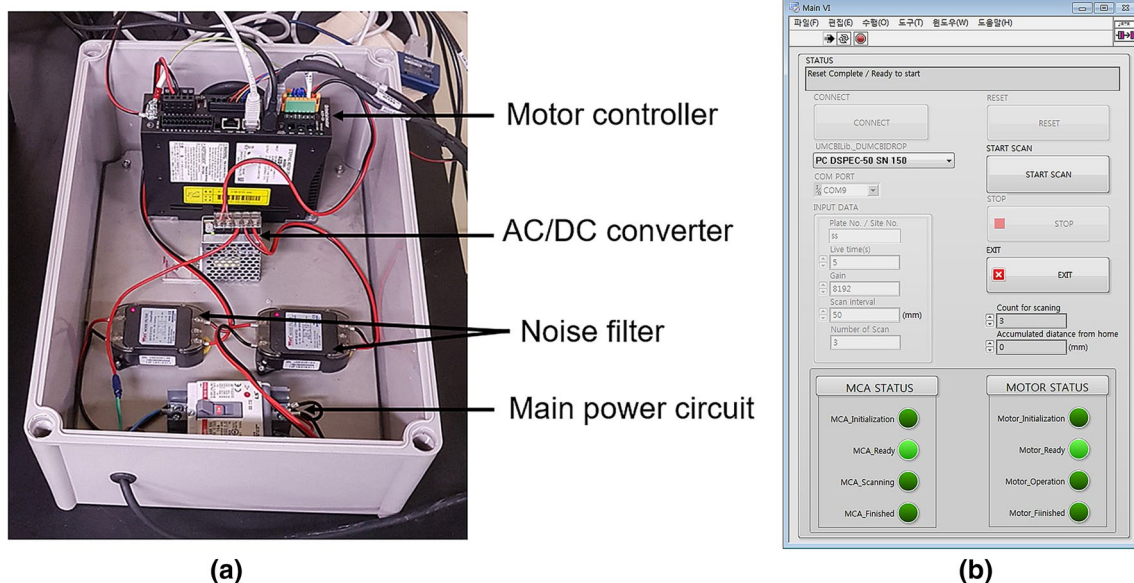 Motor controller
AC/DC converter
Noise filter
Main power circuit
(a)
Main VI
파일(F) 편집(E) 수행(O) 도구(T) 윈도우(W) 도움말(H)
STATUS
Reset Complete / Ready to start
CONNECT
CONNECT
UMCBILib._DUMCBIDROP
PC DSPEC-50 SN 150
COM PORT
COM9
INPUT DATA
Plate No. / Site No.
ss
Live time(s)
5
Gain
8192
Scan Interval
50 (mm)
Number of Scan
3
RESET
RESET
START SCAN
START SCAN
STOP
STOP
EXIT
EXIT
Count for scaning
3
Accumulated distance from home
0 (mm)
MCA STATUS
MCA_Initialization
MCA_Ready
MCA_Scanning
MCA_Finished
MOTOR STATUS
Motor_Initialization
Motor_Ready
Motor_Operation
Motor_Fiinished
(b)